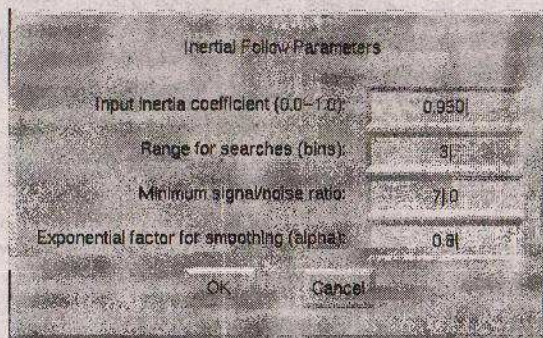 Inertial Follow Parameters
Input inertia coefficient (0.0–1.0): 0.950
Range for searches (bins): 3
Minimum signal/noise ratio: 7.0
Exponential factor for smoothing (alpha): 0.8
OK Cancel